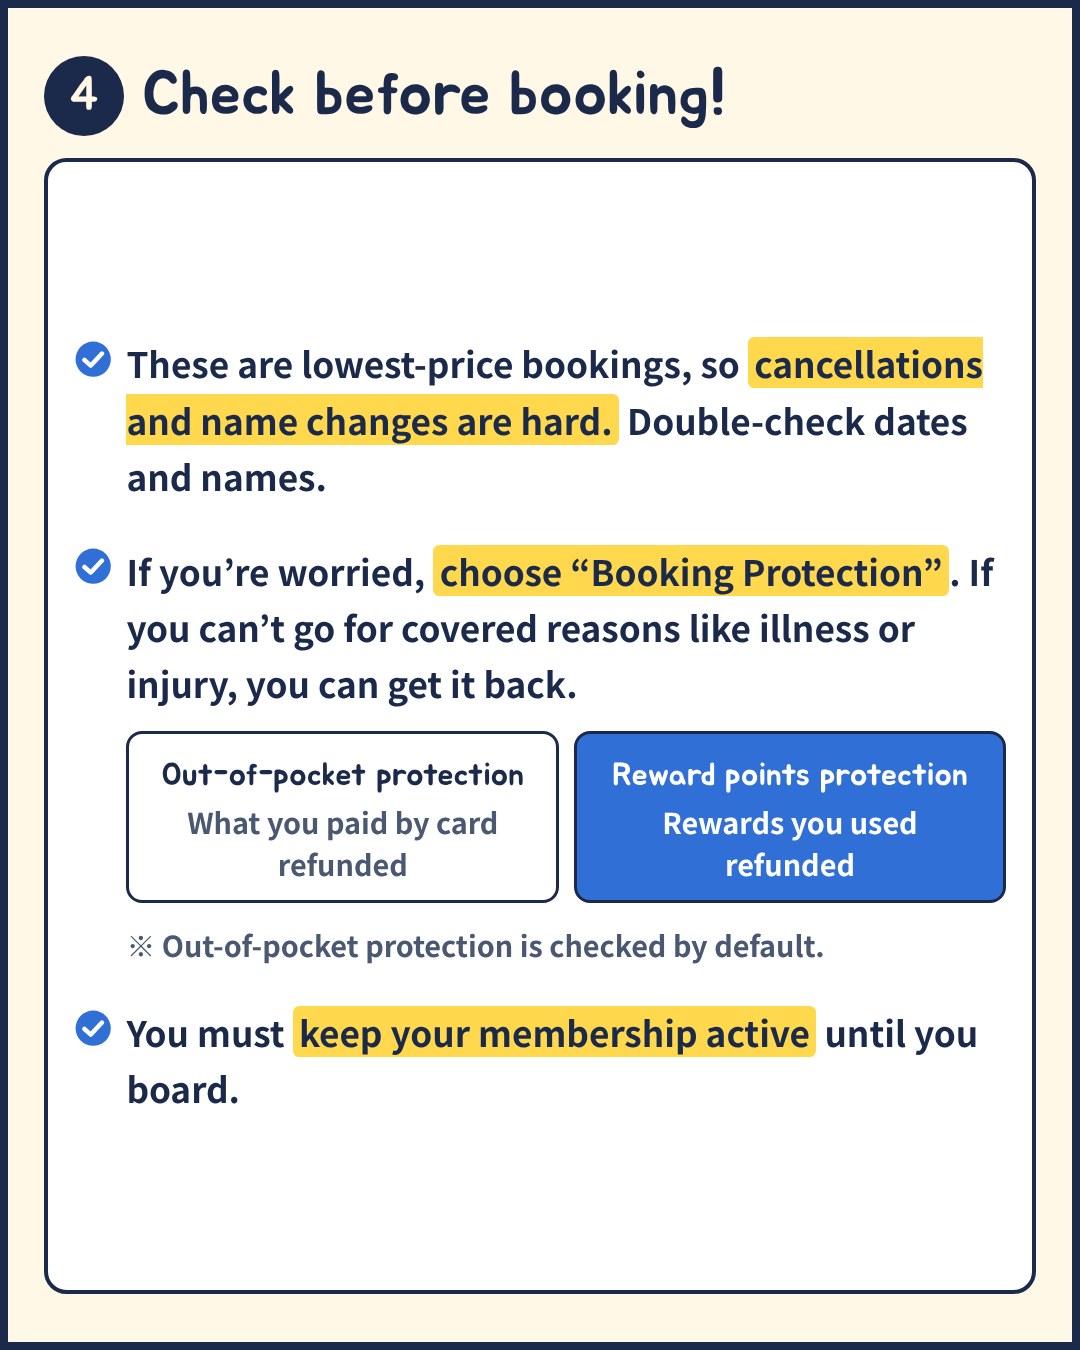 4 Check before booking!
These are lowest-price bookings, so cancellations
and name changes are hard. Double-check dates
and names.
If you’re worried, choose “Booking Protection”. If
you can’t go for covered reasons like illness or
injury, you can get it back.
Out-of-pocket protection
What you paid by card
refunded
Reward points protection
Rewards you used
refunded
※ Out-of-pocket protection is checked by default.
You must keep your membership active until you
board.